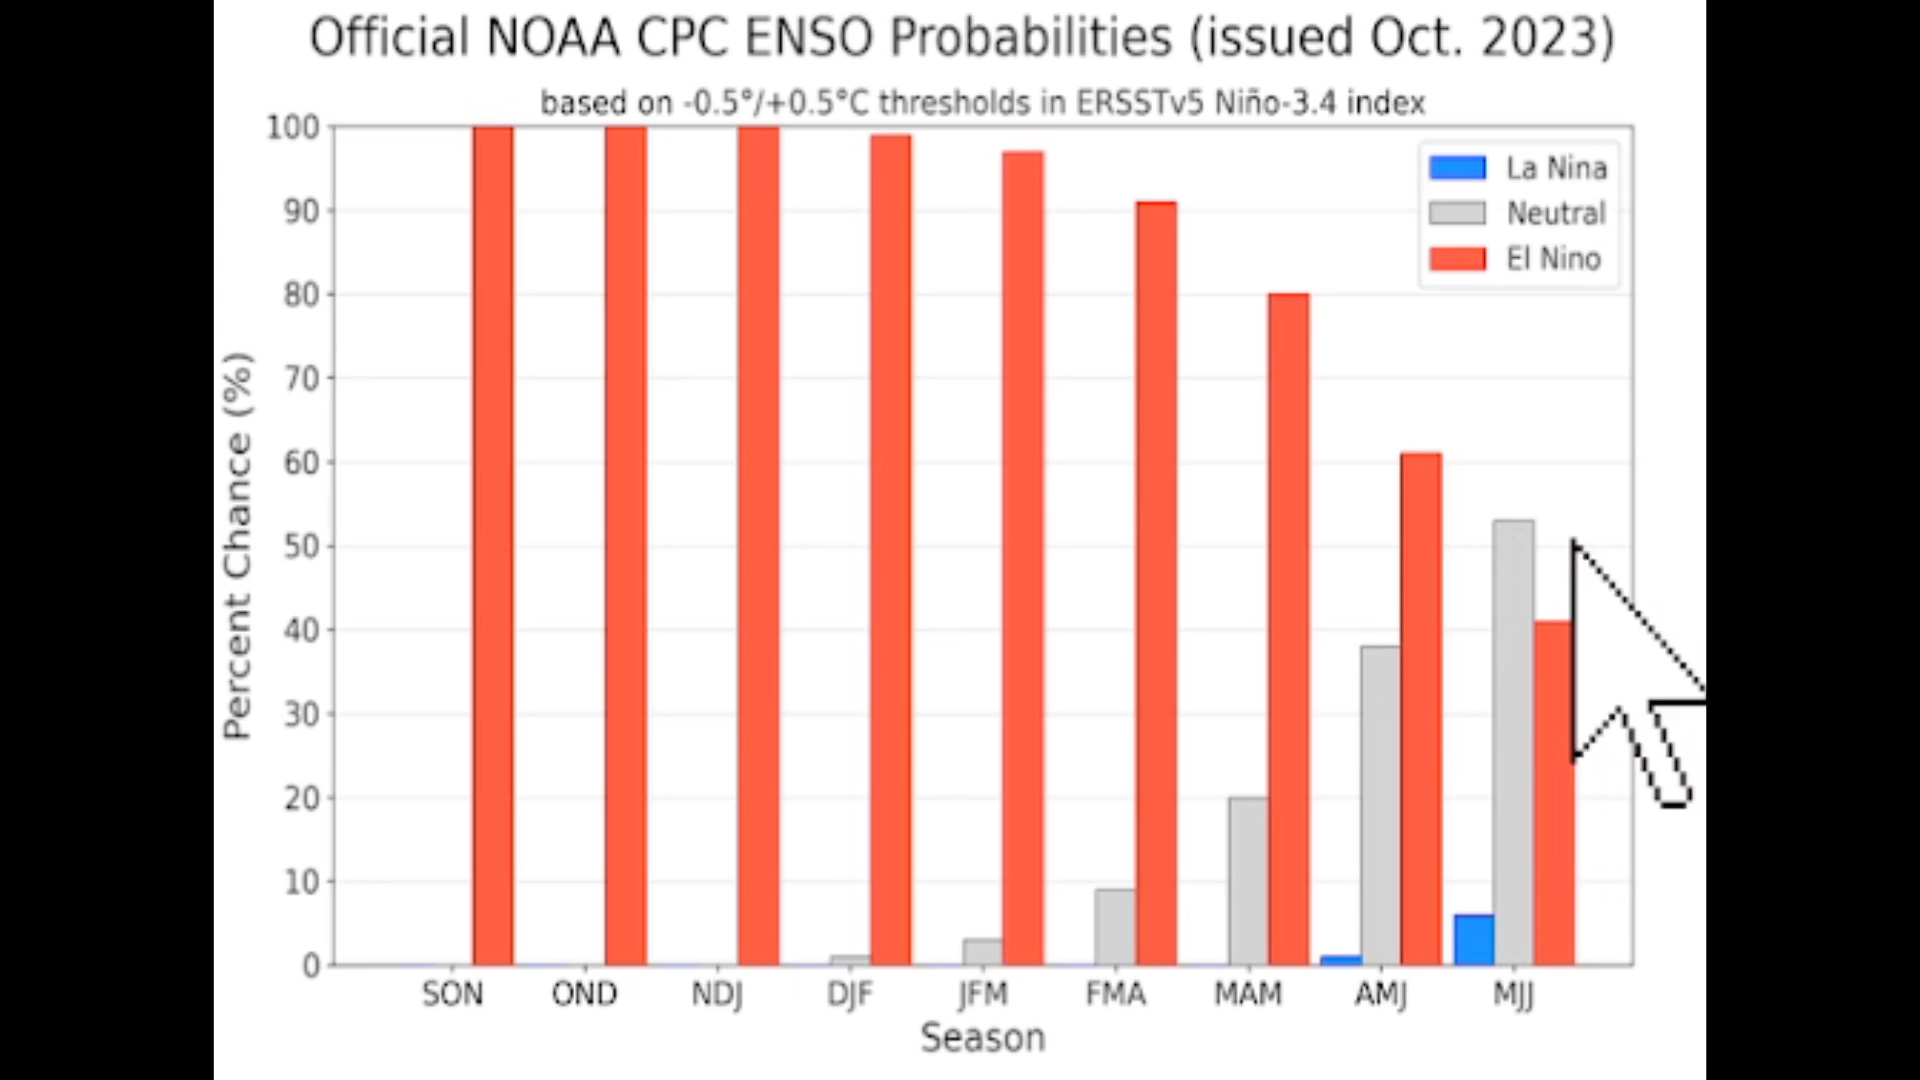 Official NOAA CPC ENSO Probabilities (issued Oct. 2023)
based on -0.5°/+0.5°C thresholds in ERSSTv5 Niño-3.4 index
La Nina
Neutral
El Nino
Percent Chance (%)
100
90
80
70
60
50
40
30
20
10
0
SON OND NDJ DJF JFM FMA MAM AMJ MJJ
Season